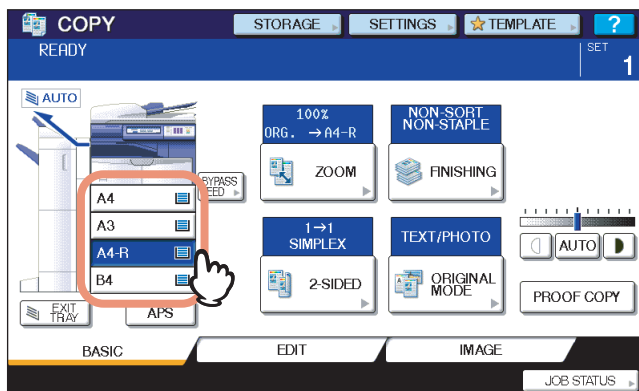 COPY
STORAGE
SETTINGS
TEMPLATE
?
READY
SET
1
AUTO
100%
ORG. → A4-R
NON-SORT
NON-STAPLE
BYPASS
FEED
ZOOM
FINISHING
A4
A3
A4-R
B4
1→1
SIMPLEX
TEXT/PHOTO
2-SIDED
ORIGINAL
MODE
AUTO
PROOF COPY
EXIT
TRAY
APS
BASIC
EDIT
IMAGE
JOB STATUS